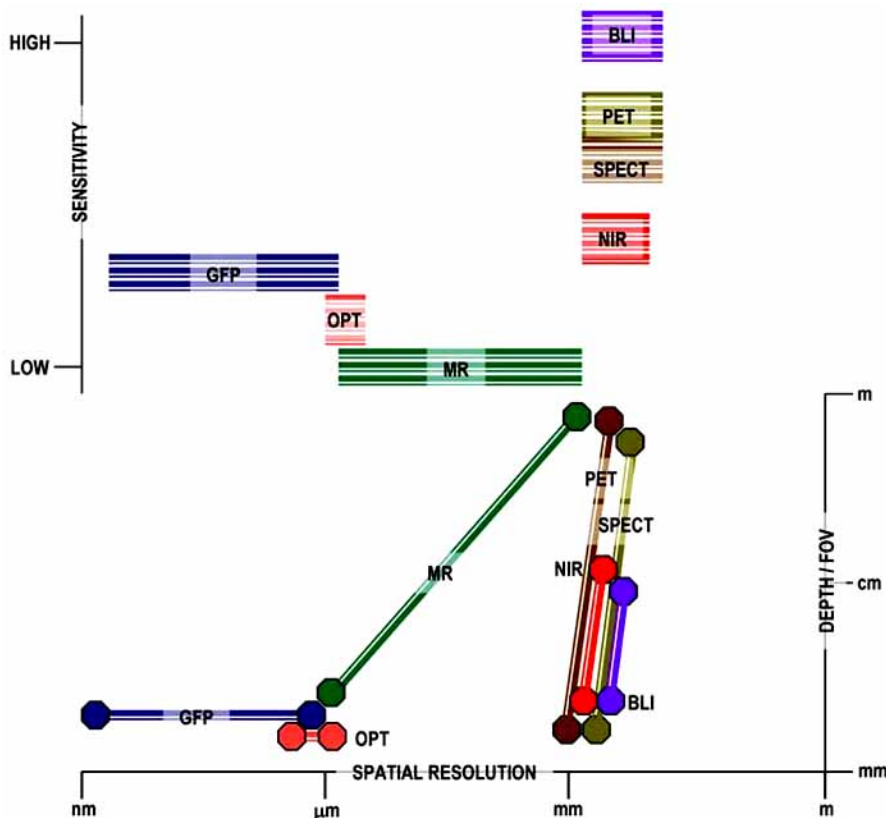 HIGH
BLI
PET
SENSITIVITY
SPECT
NIR
GFP
OPT
LOW
MR
m
PET
SPECT
DEPTH / FOV
MR
NIR
cm
GFP
BLI
OPT
SPATIAL RESOLUTION
mm
nm
μm
mm
m